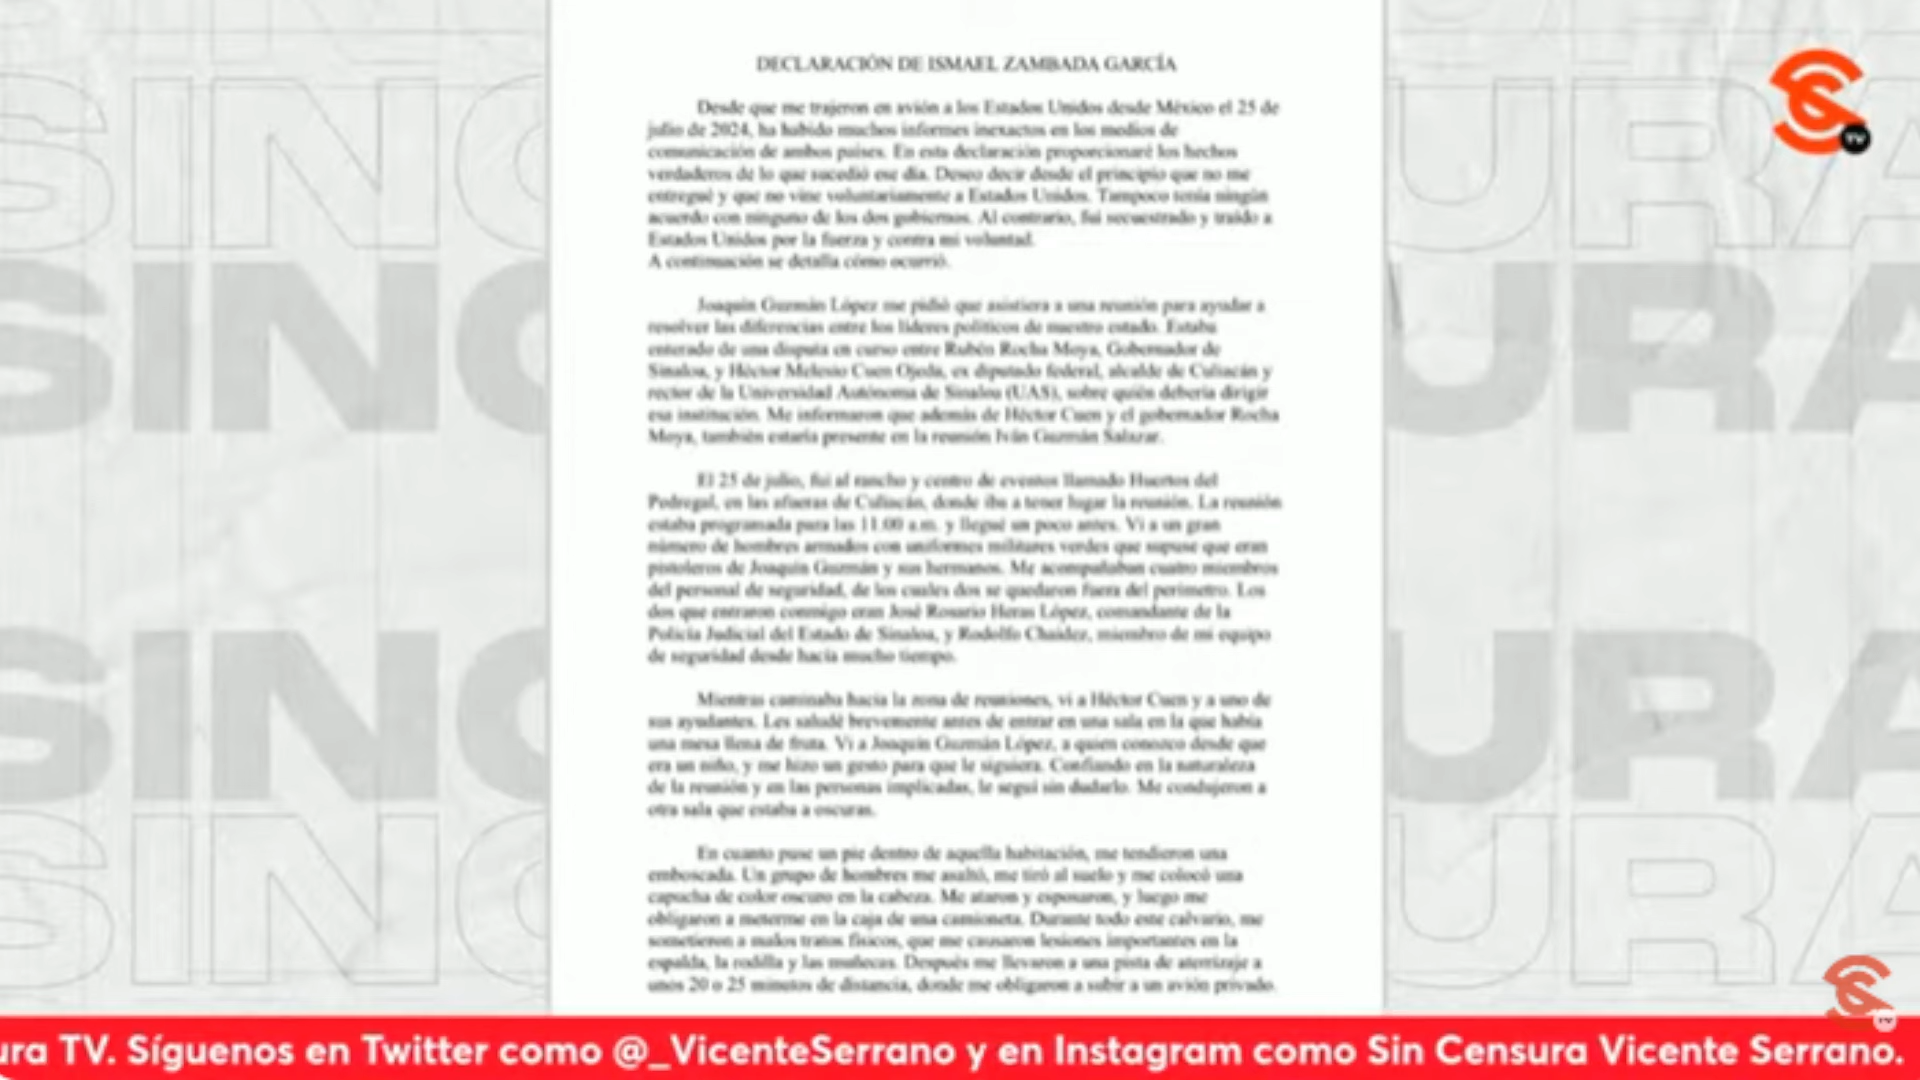 DECLARACIÓN DE ISMAEL ZAMBADA GARCÍA
Desde que me trajeron en avión a los Estados Unidos desde México el 25 de
julio de 2024, ha habido muchos informes inexactos en los medios de
comunicación de ambos países. En esta declaración proporcionaré los hechos
verdaderos de lo que sucedió ese día. Deseo decir desde el principio que no me
entregué y que no vine voluntariamente a Estados Unidos. Tampoco tenía ningún
acuerdo con ninguno de los dos gobiernos. Al contrario, fui secuestrado y traído a
Estados Unidos por la fuerza y contra mi voluntad.
A continuación se detalla cómo ocurrió.
Joaquín Guzmán López me pidió que asistiera a una reunión para ayudar a
resolver las diferencias entre los líderes políticos de nuestro estado. Estaba
enterado de una disputa en curso entre Rubén Rocha Moya, Gobernador de
Sinaloa, y Héctor Melesio Cuen Ojeda, ex diputado federal, alcalde de Culiacán y
rector de la Universidad Autónoma de Sinaloa (UAS), sobre quién debería dirigir
esa institución. Me informaron que además de Héctor Cuen y el gobernador Rocha
Moya, también estaría presente en la reunión Iván Guzmán Salazar.
El 25 de julio, fui al rancho y centro de eventos llamado Huertos del
Pedregal, en las afueras de Culiacán, donde iba a tener lugar la reunión. La reunión
estaba programada para las 11:00 a.m. y llegué un poco antes. Vi a un gran
número de hombres armados con uniformes militares verdes que supuse que eran
pistoleros de Joaquín Guzmán y sus hermanos. Me acompañaban cuatro miembros
del personal de seguridad, de los cuales dos se quedaron fuera del perímetro. Los
dos que entraron conmigo eran José Rosario Heras López, comandante de la
Policía Judicial del Estado de Sinaloa, y Rodolfo Chaidez, miembro de mi equipo
de seguridad desde hacía mucho tiempo.
Mientras caminaba hacia la zona de reuniones, vi a Héctor Cuen y a uno de
sus ayudantes. Les saludé brevemente antes de entrar en una sala en la que había
una mesa llena de fruta. Vi a Joaquín Guzmán López, a quien conozco desde que
era un niño, y me hizo un gesto para que le siguiera. Confiando en la naturaleza
de la reunión y en las personas implicadas, le seguí sin dudarlo. Me condujeron a
otra sala que estaba a oscuras.
En cuanto puse un pie dentro de aquella habitación, me tendieron una
emboscada. Un grupo de hombres me asaltó, me tiró al suelo y me colocó una
capucha de color oscuro en la cabeza. Me ataron y esposaron, y luego me
obligaron a meterme en la caja de una camioneta. Durante todo este calvario, me
sometieron a malos tratos físicos, que me causaron lesiones importantes en la
espalda, la rodilla y las muñecas. Después me llevaron a una pista de aterrizaje a
unos 20 o 25 minutos de distancia, donde me obligaron a subir a un avión privado.
SINC URA
SINC URA
SINC URA
SINC URA
TV
TV
ura TV. Síguenos en Twitter como @_VicenteSerrano y en Instagram como Sin Censura Vicente Serrano.